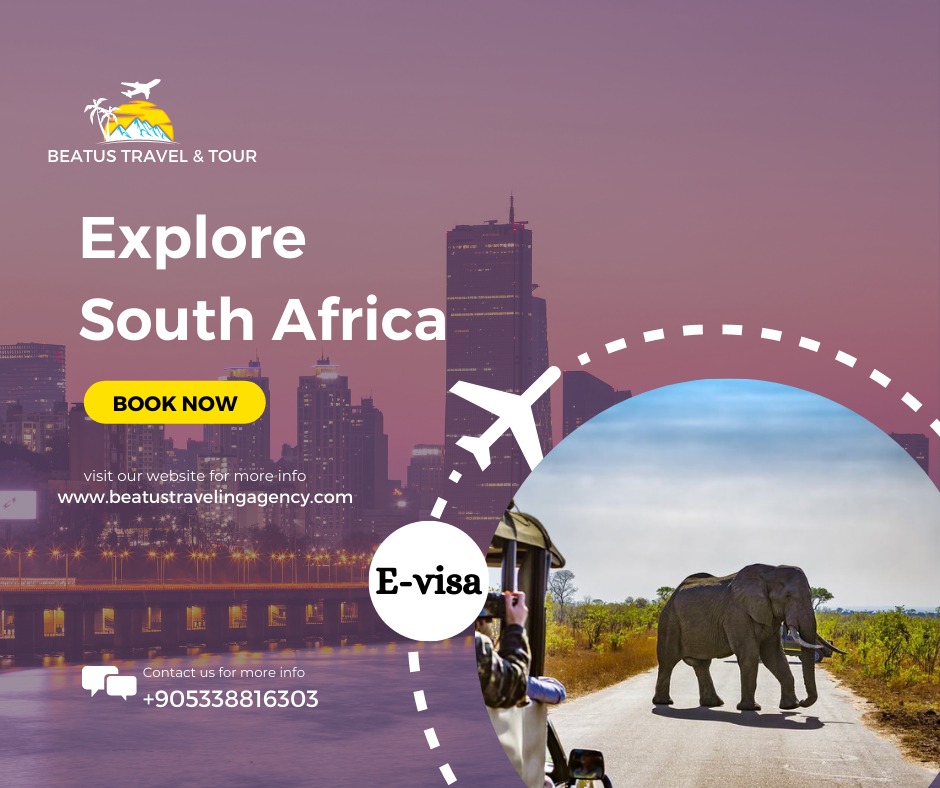 BEATUS TRAVEL & TOUR
Explore
South Africa
BOOK NOW
visit our website for more info
www.beatustravelingagency.com
E-visa
Contact us for more info
+905338816303